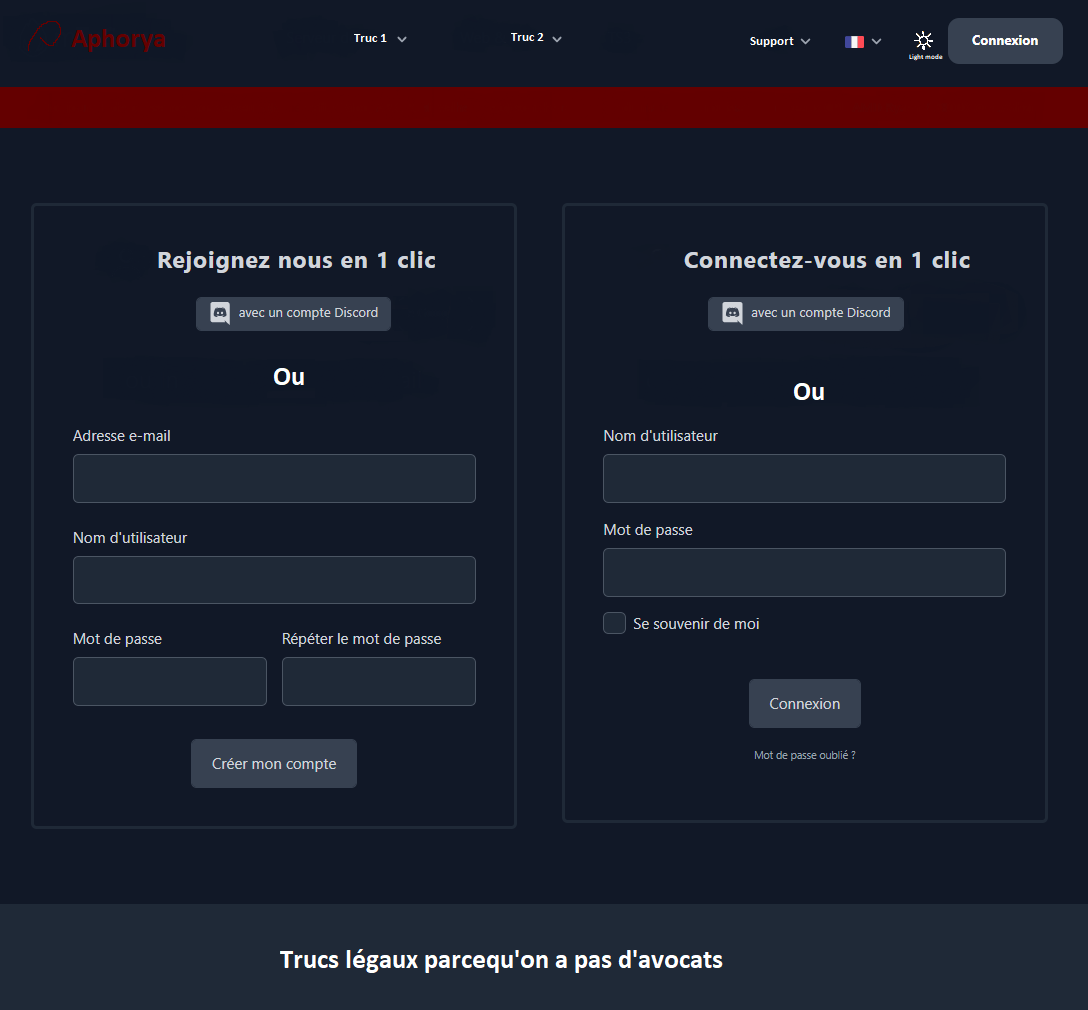 Aphorya
Truc 1
Truc 2
Support
Light mode
Connexion
Rejoignez nous en 1 clic
avec un compte Discord
Ou
Adresse e-mail
Nom d'utilisateur
Mot de passe
Répéter le mot de passe
Créer mon compte
Connectez-vous en 1 clic
avec un compte Discord
Ou
Nom d'utilisateur
Mot de passe
Se souvenir de moi
Connexion
Mot de passe oublié ?
Trucs légaux parcequ'on a pas d'avocats